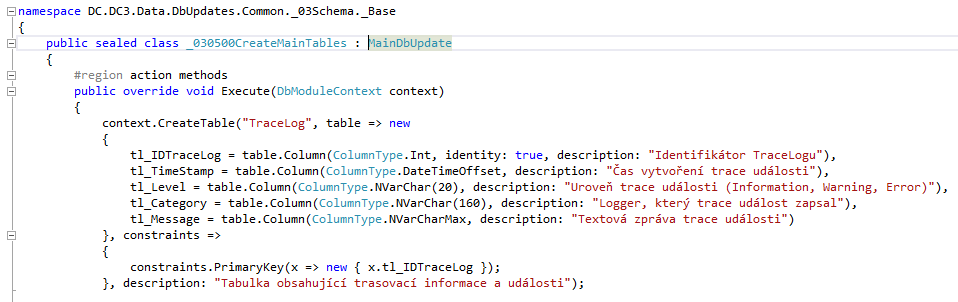 namespace DC.DC3.Data.DbUpdates.Common._03Schema._Base
{
public sealed class _030500CreateMainTables : MainDbUpdate
{
#region action methods
public override void Execute(DbModuleContext context)
{
context.CreateTable("TraceLog", table => new
{
tl_IDTraceLog = table.Column(ColumnType.Int, identity: true, description: "Identifikátor TraceLogu"),
tl_TimeStamp = table.Column(ColumnType.DateTimeOffset, description: "Čas vytvoření trace události"),
tl_Level = table.Column(ColumnType.NVarChar(20), description: "Uroveň trace události (Information, Warning, Error)"),
tl_Category = table.Column(ColumnType.NVarChar(160), description: "Logger, který trace událost zapsal"),
tl_Message = table.Column(ColumnType.NVarCharMax, description: "Textová zpráva trace události")
}, constraints =>
{
constraints.PrimaryKey(x => new { x.tl_IDTraceLog });
}, description: "Tabulka obsahující trasovací informace a události");